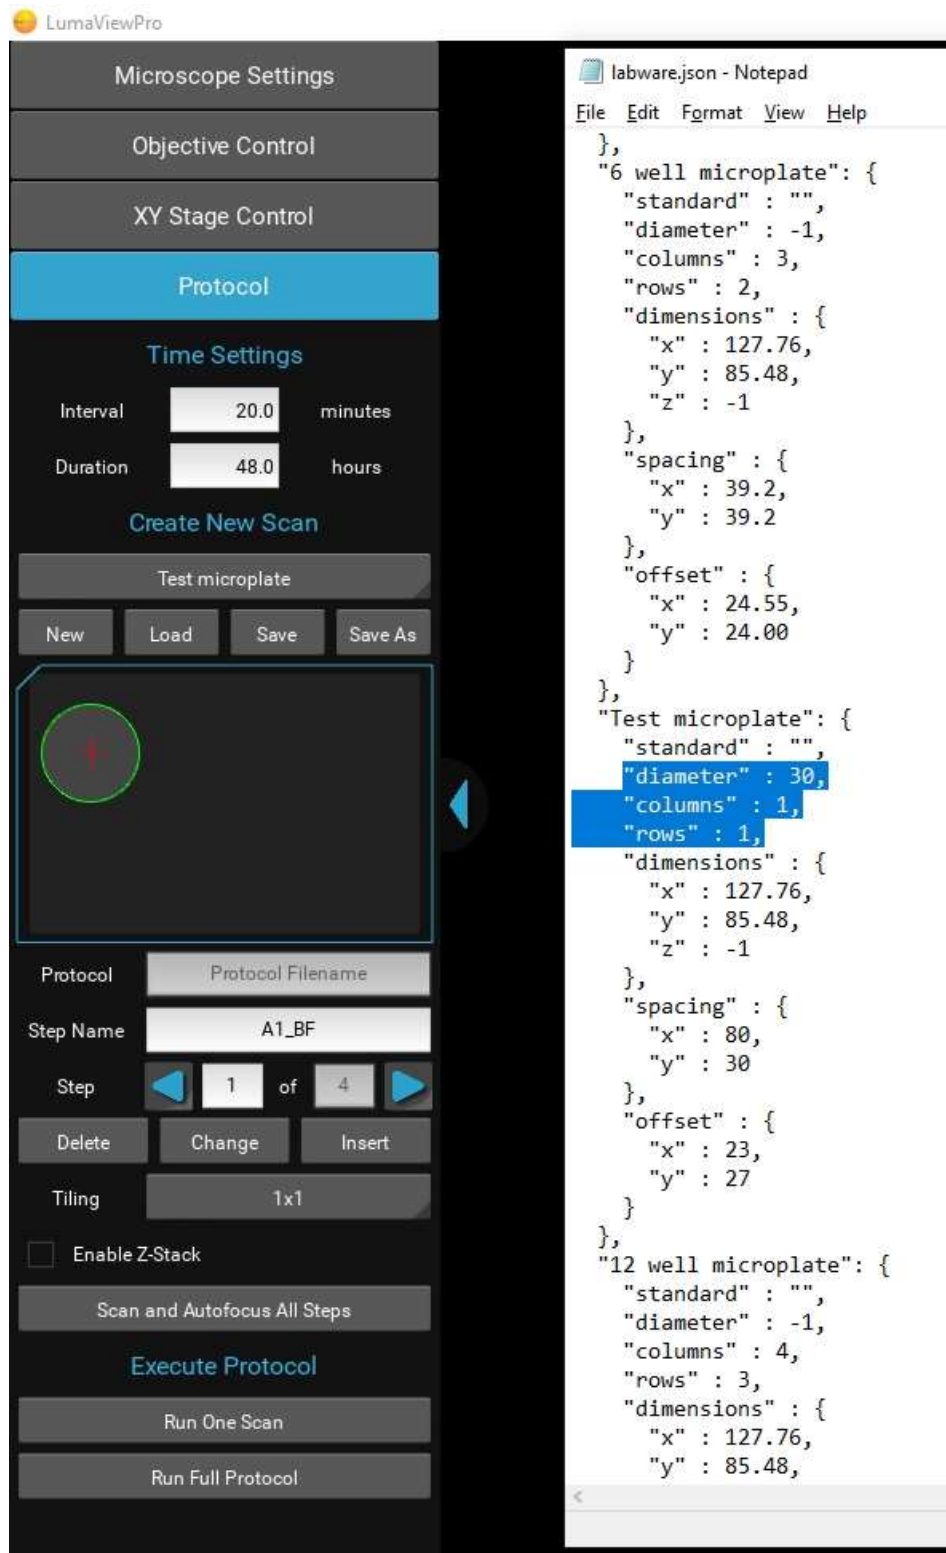 LumaViewPro
Microscope Settings
Objective Control
XY Stage Control
Protocol
Time Settings
Interval 20.0 minutes
Duration 48.0 hours
Create New Scan
Test microplate
New Load Save Save As
Protocol Protocol Filename
Step Name A1_BF
Step 1 of 4
Delete Change Insert
Tiling 1x1
Enable Z-Stack
Scan and Autofocus All Steps
Execute Protocol
Run One Scan
Run Full Protocol
labware.json - Notepad
File Edit Format View Help
},
"6 well microplate": {
"standard" : "",
"diameter" : -1,
"columns" : 3,
"rows" : 2,
"dimensions" : {
"x" : 127.76,
"y" : 85.48,
"z" : -1
},
"spacing" : {
"x" : 39.2,
"y" : 39.2
},
"offset" : {
"x" : 24.55,
"y" : 24.00
}
},
"Test microplate": {
"standard" : "",
"diameter" : 30,
"columns" : 1,
"rows" : 1,
"dimensions" : {
"x" : 127.76,
"y" : 85.48,
"z" : -1
},
"spacing" : {
"x" : 80,
"y" : 30
},
"offset" : {
"x" : 23,
"y" : 27
}
},
"12 well microplate": {
"standard" : "",
"diameter" : -1,
"columns" : 4,
"rows" : 3,
"dimensions" : {
"x" : 127.76,
"y" : 85.48,